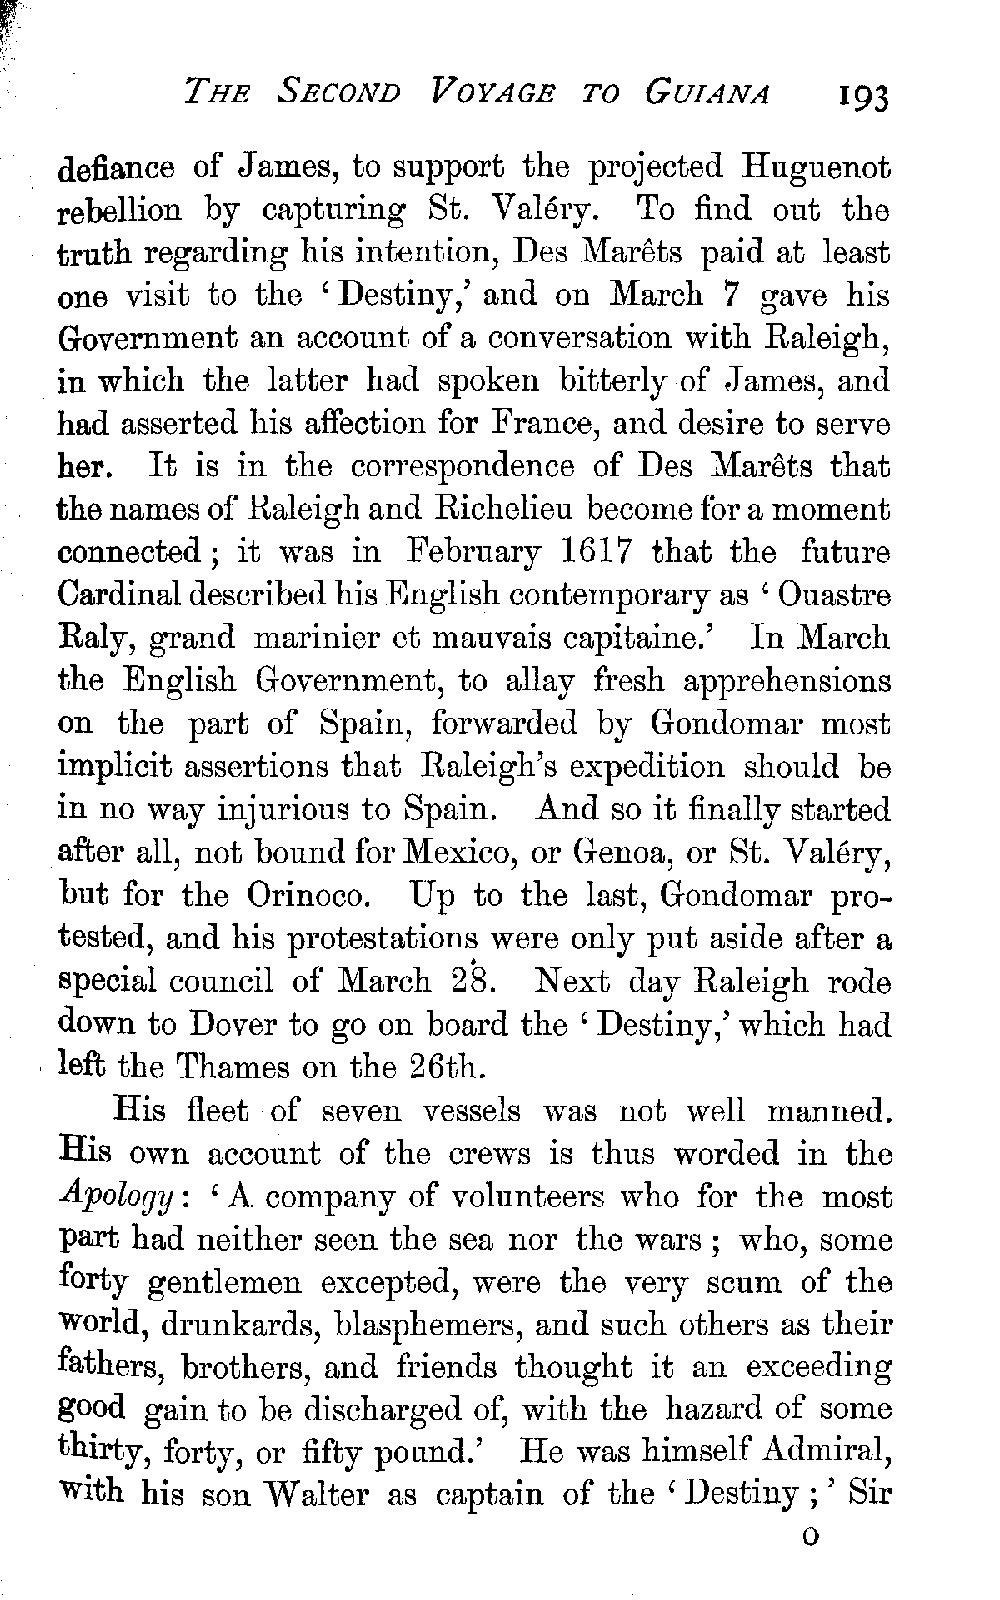 THE SECOND VOYAGE TO GUIANA 193
defiance of James, to support the projected Huguenot
rebellion by capturing St. Valéry. To find out the
truth regarding his intention, Des Marêts paid at least
one visit to the ‘Destiny,’ and on March 7 gave his
Government an account of a conversation with Raleigh,
in which the latter had spoken bitterly of James, and
had asserted his affection for France, and desire to serve
her. It is in the correspondence of Des Marêts that
the names of Raleigh and Richelieu become for a moment
connected; it was in February 1617 that the future
Cardinal described his English contemporary as ‘Ouastre
Raly, grand marinier et mauvais capitaine.’ In March
the English Government, to allay fresh apprehensions
on the part of Spain, forwarded by Gondomar most
implicit assertions that Raleigh’s expedition should be
in no way injurious to Spain. And so it finally started
after all, not bound for Mexico, or Genoa, or St. Valéry,
but for the Orinoco. Up to the last, Gondomar pro-
tested, and his protestations were only put aside after a
special council of March 28. Next day Raleigh rode
down to Dover to go on board the ‘Destiny,’ which had
left the Thames on the 26th.
His fleet of seven vessels was not well manned.
His own account of the crews is thus worded in the
Apology: ‘A company of volunteers who for the most
part had neither seen the sea nor the wars; who, some
forty gentlemen excepted, were the very scum of the
world, drunkards, blasphemers, and such others as their
fathers, brothers, and friends thought it an exceeding
good gain to be discharged of, with the hazard of some
thirty, forty, or fifty pound.’ He was himself Admiral,
with his son Walter as captain of the ‘Destiny;’ Sir
O